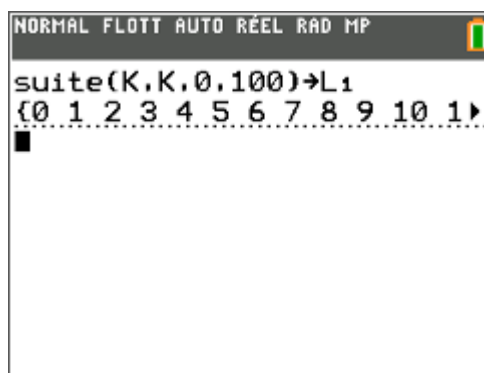 NORMAL FLOTT AUTO RÉEL RAD MP
suite(K,K,0,100)→L₁
{0 1 2 3 4 5 6 7 8 9 10 1▸